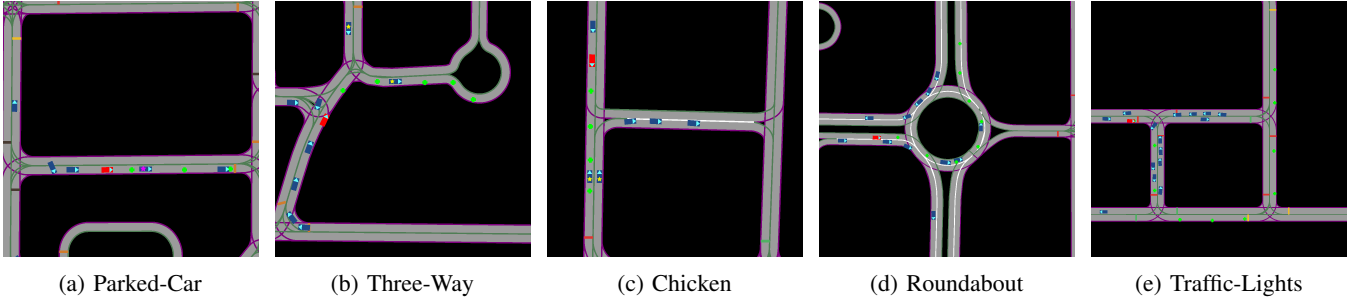 (a) Parked-Car
(b) Three-Way
(c) Chicken
(d) Roundabout
(e) Traffic-Lights